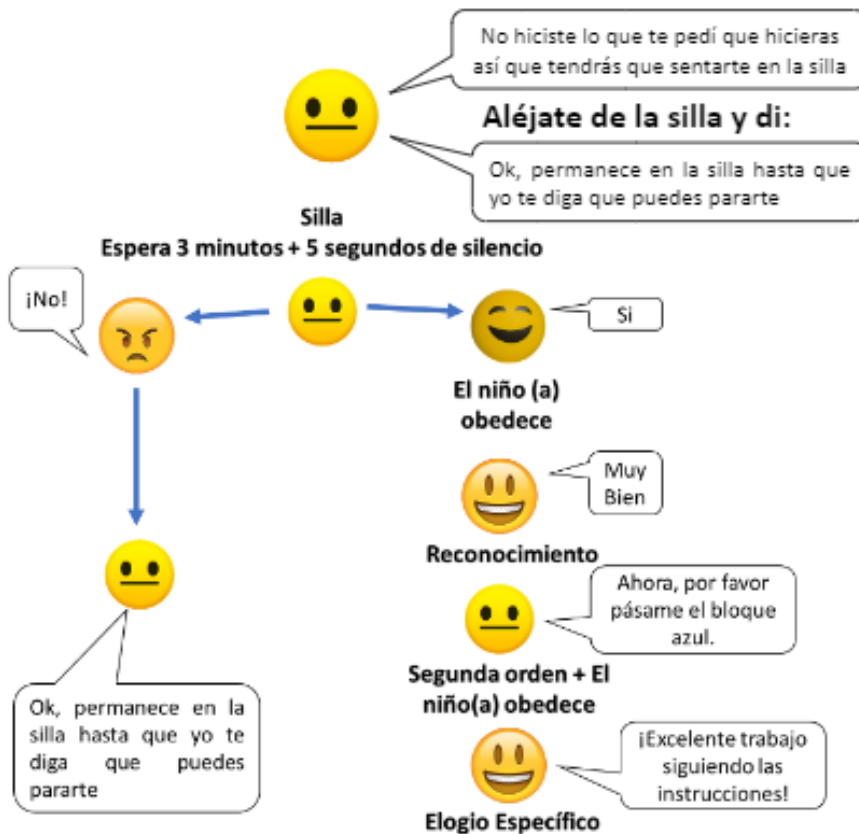 No hiciste lo que te pedí que hicieras
así que tendrás que sentarte en la silla
Aléjate de la silla y di:
Ok, permanece en la silla hasta que
yo te diga que puedes pararte
Silla
Espera 3 minutos + 5 segundos de silencio
¡No!
Si
El niño (a)
obedece
Muy
Bien
Reconocimiento
Ahora, por favor
pásame el bloque
azul.
Segunda orden + El
niño(a) obedece
Ok, permanece en la
silla hasta que yo te
diga que puedes
pararte
¡Excelente trabajo
siguiendo las
instrucciones!
Elogio Específico